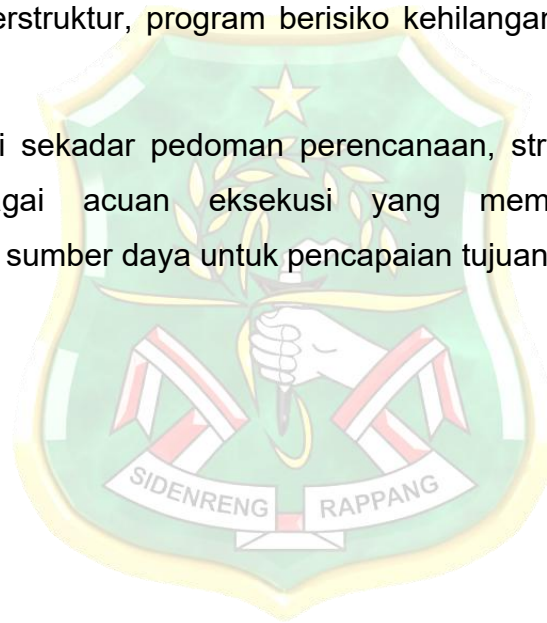 erstruktur, program berisiko kehilangan
i sekadar pedoman perencanaan, str
agai acuan eksekusi yang mem
sumber daya untuk pencapaian tujuan
SIDENRENG RAPPANG